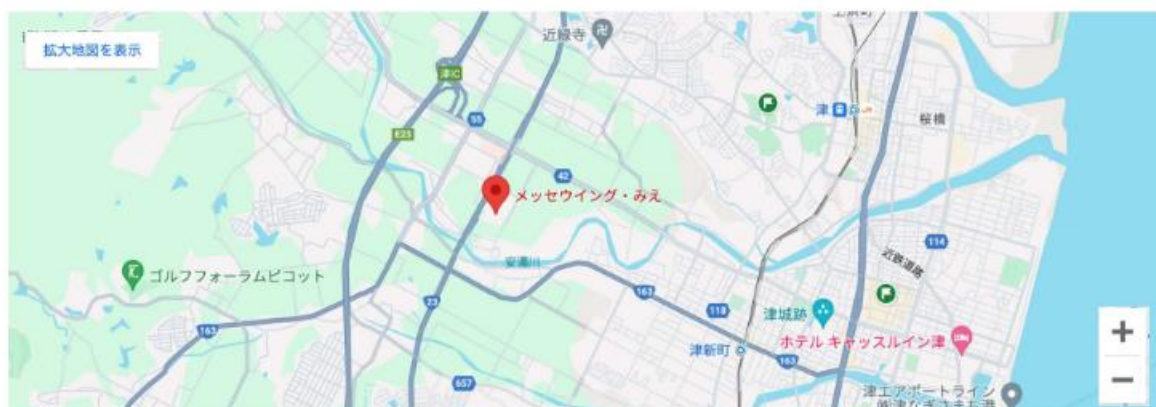 拡大地図を表示
近緑寺
津IC
55
E23
42
津
JR
桜橋
メッセウイング・みえ
安濃川
114
近鉄道路
ゴルフフォーラムピコット
163
23
163
118
津城跡
ホテル キャッスルイン津
津新町
163
657
津エアポートライン
+
−